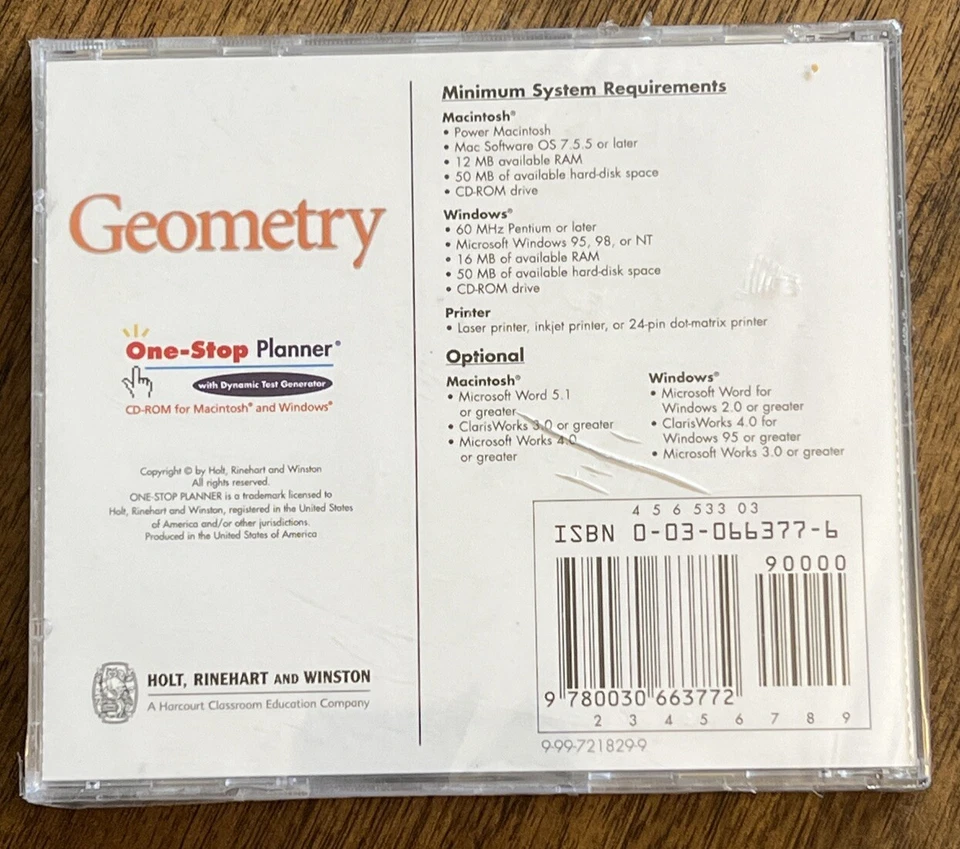 Geometry
One-Stop Planner®
with Dynamic Test Generator
CD-ROM for Macintosh® and Windows®
Copyright © by Holt, Rinehart and Winston
All rights reserved.
ONE-STOP PLANNER is a trademark licensed to
Holt, Rinehart and Winston, registered in the United States
of America and/or other jurisdictions.
Produced in the United States of America
HOLT, RINEHART AND WINSTON
A Harcourt Classroom Education Company
Minimum System Requirements
Macintosh®
• Power Macintosh
• Mac Software OS 7.5.5 or later
• 12 MB available RAM
• 50 MB of available hard-disk space
• CD-ROM drive
Windows®
• 60 MHz Pentium or later
• Microsoft Windows 95, 98, or NT
• 16 MB of available RAM
• 50 MB of available hard-disk space
• CD-ROM drive
Printer
• Laser printer, inkjet printer, or 24-pin dot-matrix printer
Optional
Macintosh®
• Microsoft Word 5.1
or greater
• ClarisWorks 3.0 or greater
• Microsoft Works 4.0
or greater
Windows®
• Microsoft Word for
Windows 2.0 or greater
• ClarisWorks 4.0 for
Windows 95 or greater
• Microsoft Works 3.0 or greater
4 5 6 533 03
ISBN 0-03-066377-6
90000
9 780030 663772
2 3 4 5 6 7 8 9
9-99-721829-9